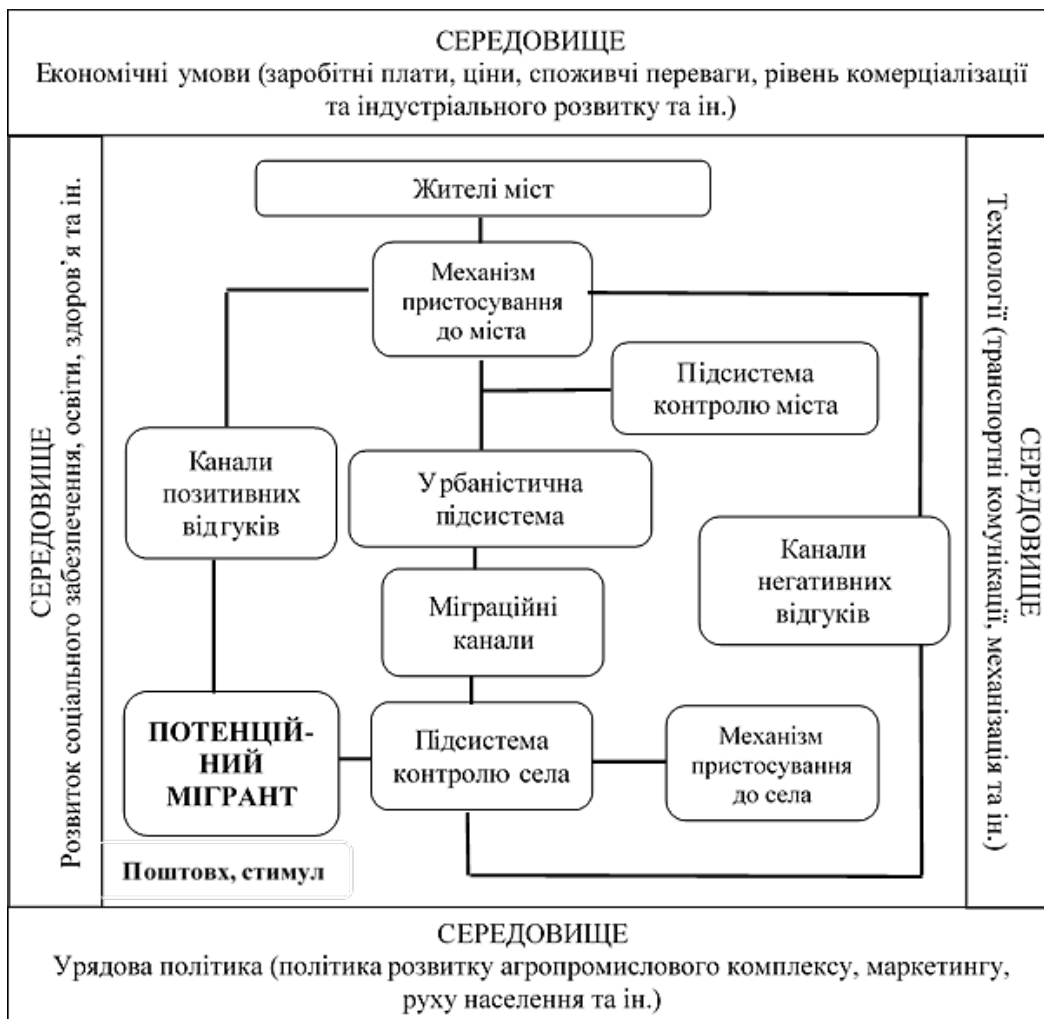 СЕРЕДОВИЩЕ
Економічні умови (заробітні плати, ціни, споживчі переваги, рівень комерціалізації
та індустріального розвитку та ін.)
СЕРЕДОВИЩЕ
Розвиток соціального забезпечення, освіти, здоров’я та ін.
Жителі міст
Механізм
пристосування
до міста
Підсистема
контролю міста
Канали
позитивних
відгуків
Урбаністична
підсистема
Канали
негативних
відгуків
Міграційні
канали
ПОТЕНЦІЙ-
НИЙ
МІГРАНТ
Підсистема
контролю села
Механізм
пристосування
до села
Поштовх, стимул
СЕРЕДОВИЩЕ
Технології (транспортні комунікації, механізація та ін.)
СЕРЕДОВИЩЕ
Урядова політика (політика розвитку агропромислового комплексу, маркетингу,
руху населення та ін.)